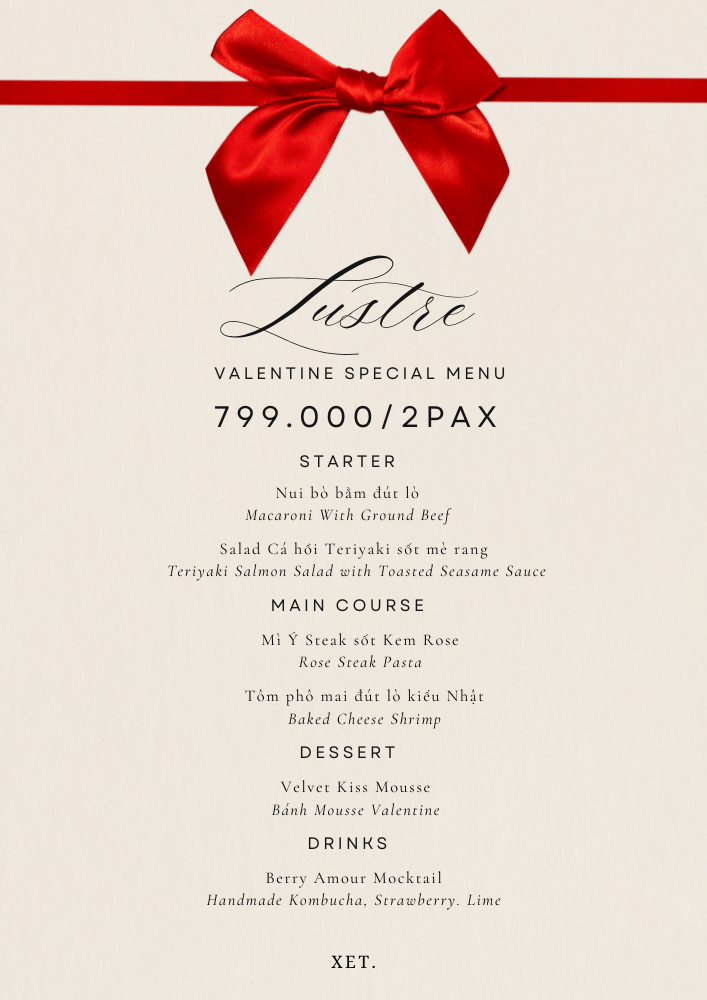 Lustre
VALENTINE SPECIAL MENU
799.000/2PAX
STARTER
Nui bò bằm đút lò
Macaroni With Ground Beef
Salad Cá hồi Teriyaki sốt mè rang
Teriyaki Salmon Salad with Toasted Seasame Sauce
MAIN COURSE
Mì Ý Steak sốt Kem Rose
Rose Steak Pasta
Tôm phô mai đút lò kiểu Nhật
Baked Cheese Shrimp
DESSERT
Velvet Kiss Mousse
Bánh Mousse Valentine
DRINKS
Berry Amour Mocktail
Handmade Kombucha, Strawberry. Lime
XET.